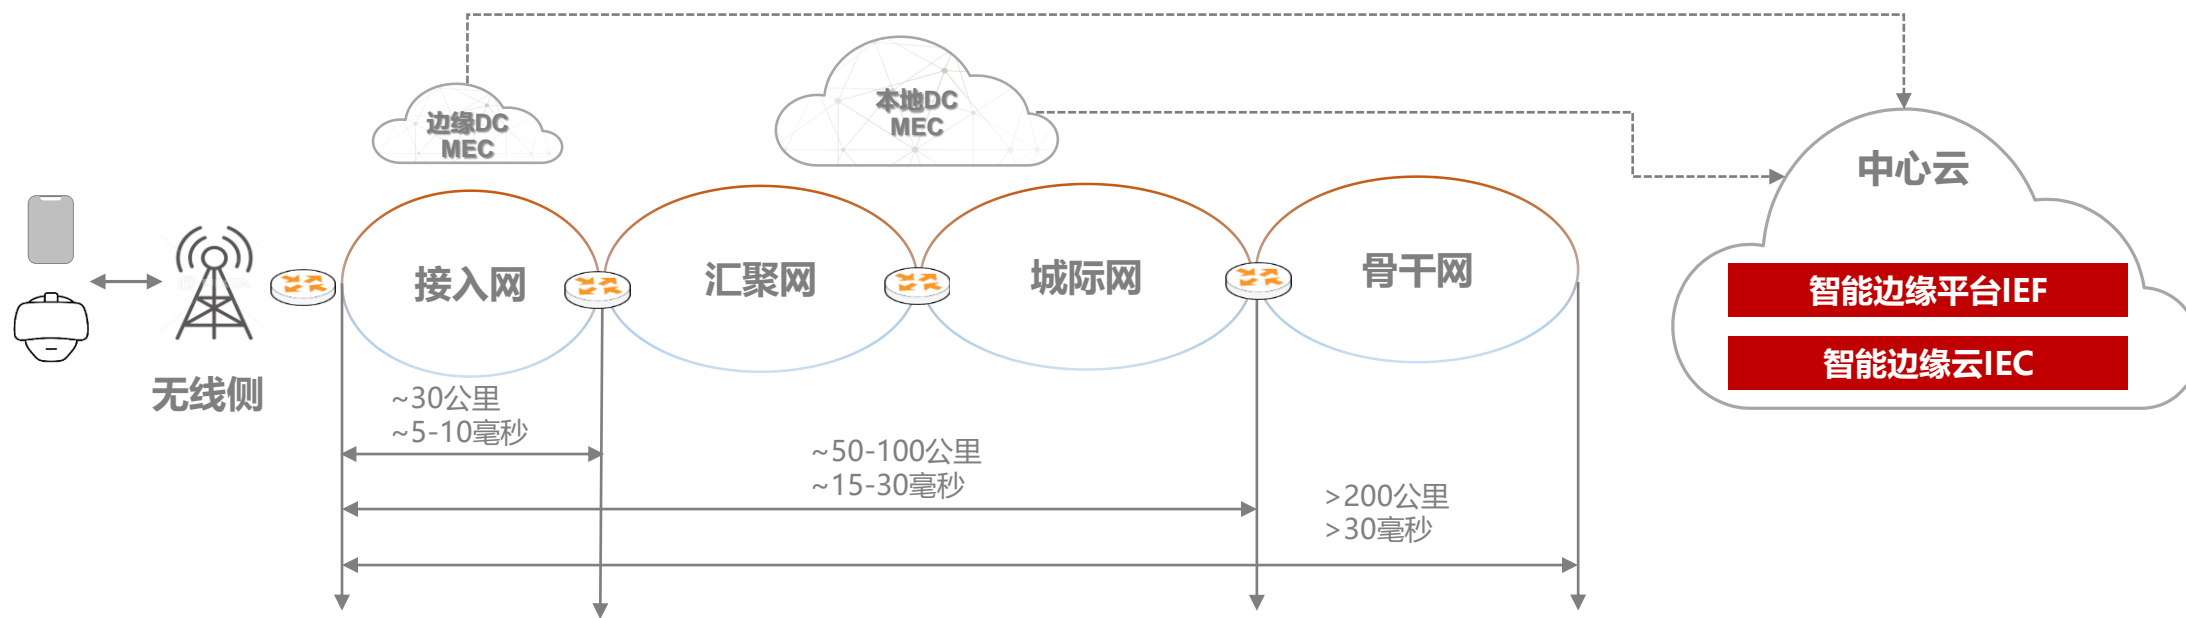 边缘DC
MEC
本地DC
MEC
中心云
智能边缘平台IEF
智能边缘云IEC
接入网
汇聚网
城际网
骨干网
无线侧
~30公里
~5-10毫秒
~50-100公里
~15-30毫秒
>200公里
>30毫秒